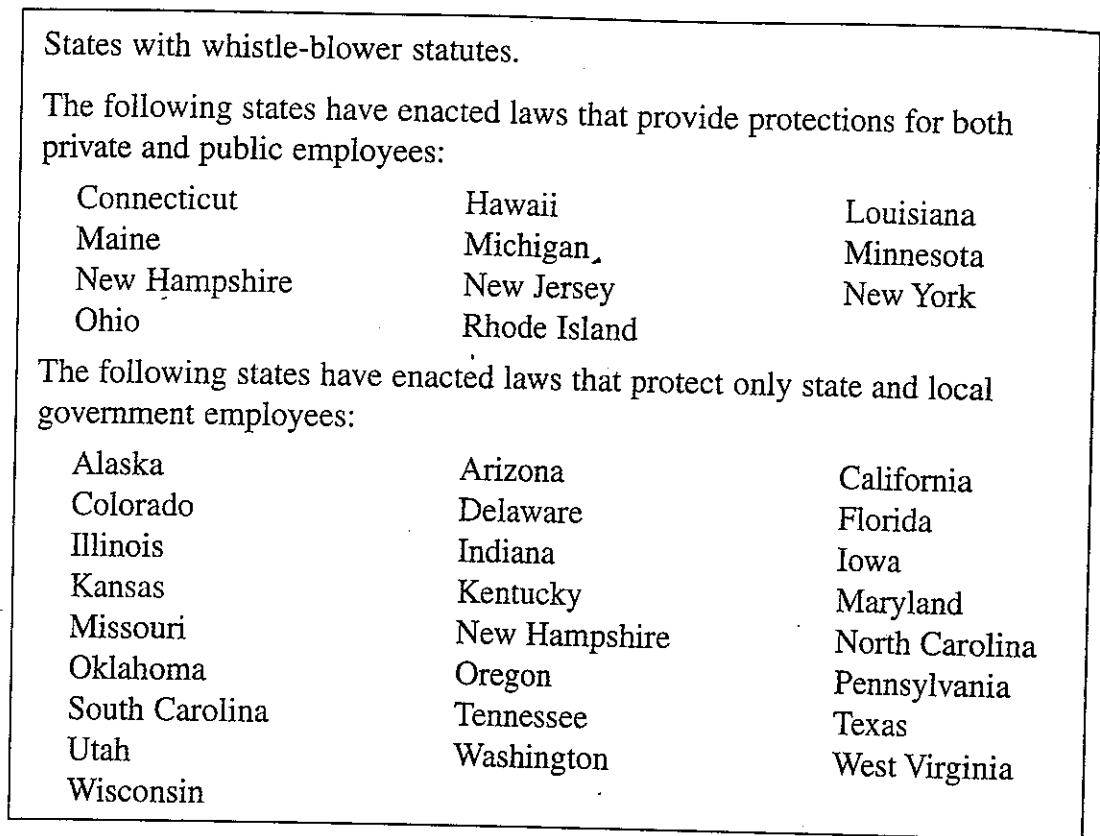 States with whistle-blower statutes.
The following states have enacted laws that provide protections for both
private and public employees:
Connecticut Hawaii Louisiana
Maine Michigan Minnesota
New Hampshire New Jersey New York
Ohio Rhode Island
The following states have enacted laws that protect only state and local
government employees:
Alaska Arizona California
Colorado Delaware Florida
Illinois Indiana Iowa
Kansas Kentucky Maryland
Missouri New Hampshire North Carolina
Oklahoma Oregon Pennsylvania
South Carolina Tennessee Texas
Utah Washington West Virginia
Wisconsin